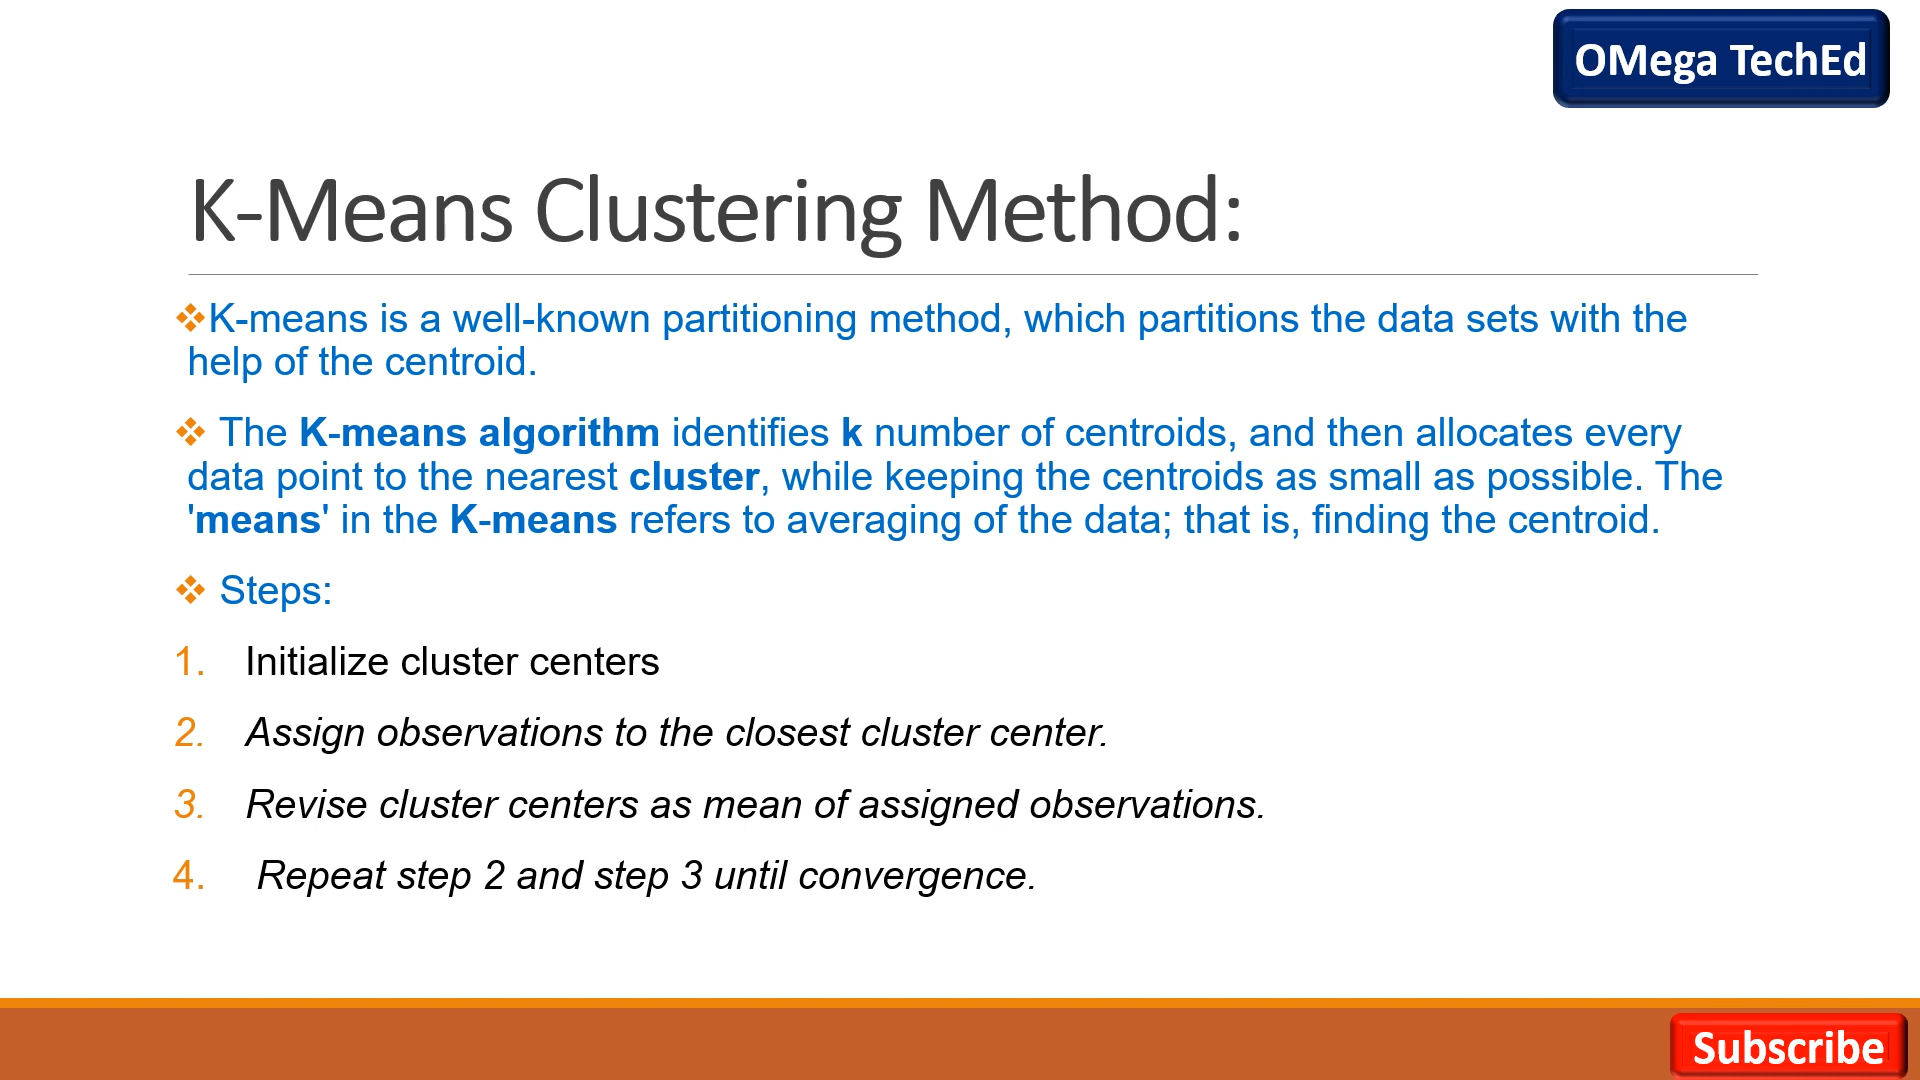 OMega TechEd
K-Means Clustering Method:
❖K-means is a well-known partitioning method, which partitions the data sets with the
help of the centroid.
❖ The K-means algorithm identifies k number of centroids, and then allocates every
data point to the nearest cluster, while keeping the centroids as small as possible. The
'means' in the K-means refers to averaging of the data; that is, finding the centroid.
❖ Steps:
1. Initialize cluster centers
2. Assign observations to the closest cluster center.
3. Revise cluster centers as mean of assigned observations.
4. Repeat step 2 and step 3 until convergence.
Subscribe